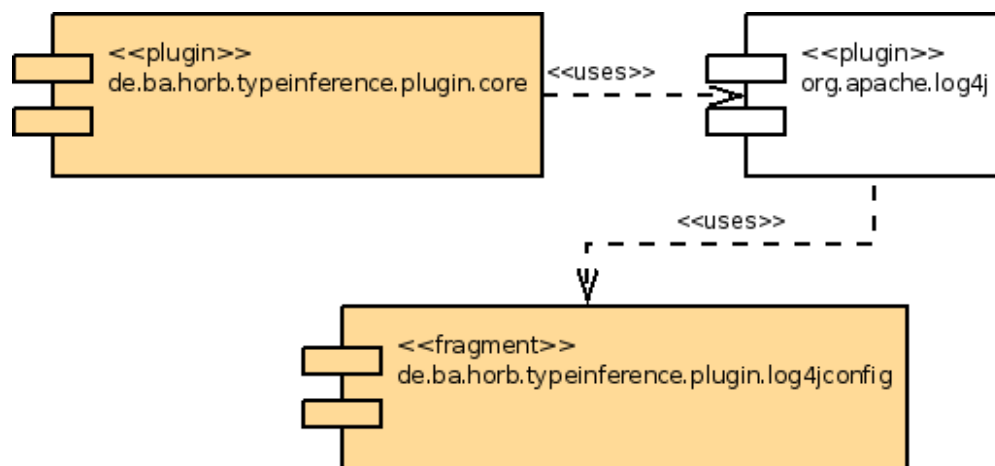 <<plugin>>
de.ba.horb.typeinference.plugin.core
<<uses>>
<<plugin>>
org.apache.log4j
<<uses>>
<<fragment>>
de.ba.horb.typeinference.plugin.log4jconfig